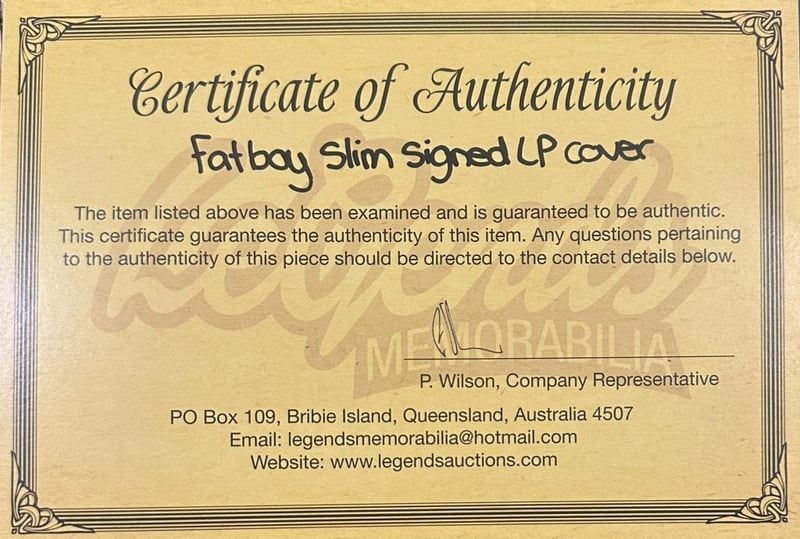 Certificate of Authenticity
Fatboy Slim Signed LP cover
The item listed above has been examined and is guaranteed to be authentic.
This certificate guarantees the authenticity of this item. Any questions pertaining
to the authenticity of this piece should be directed to the contact details below.
Legends
MEMORABILIA
P. Wilson, Company Representative
PO Box 109, Bribie Island, Queensland, Australia 4507
Email: legendsmemorabilia@hotmail.com
Website: www.legendsauctions.com